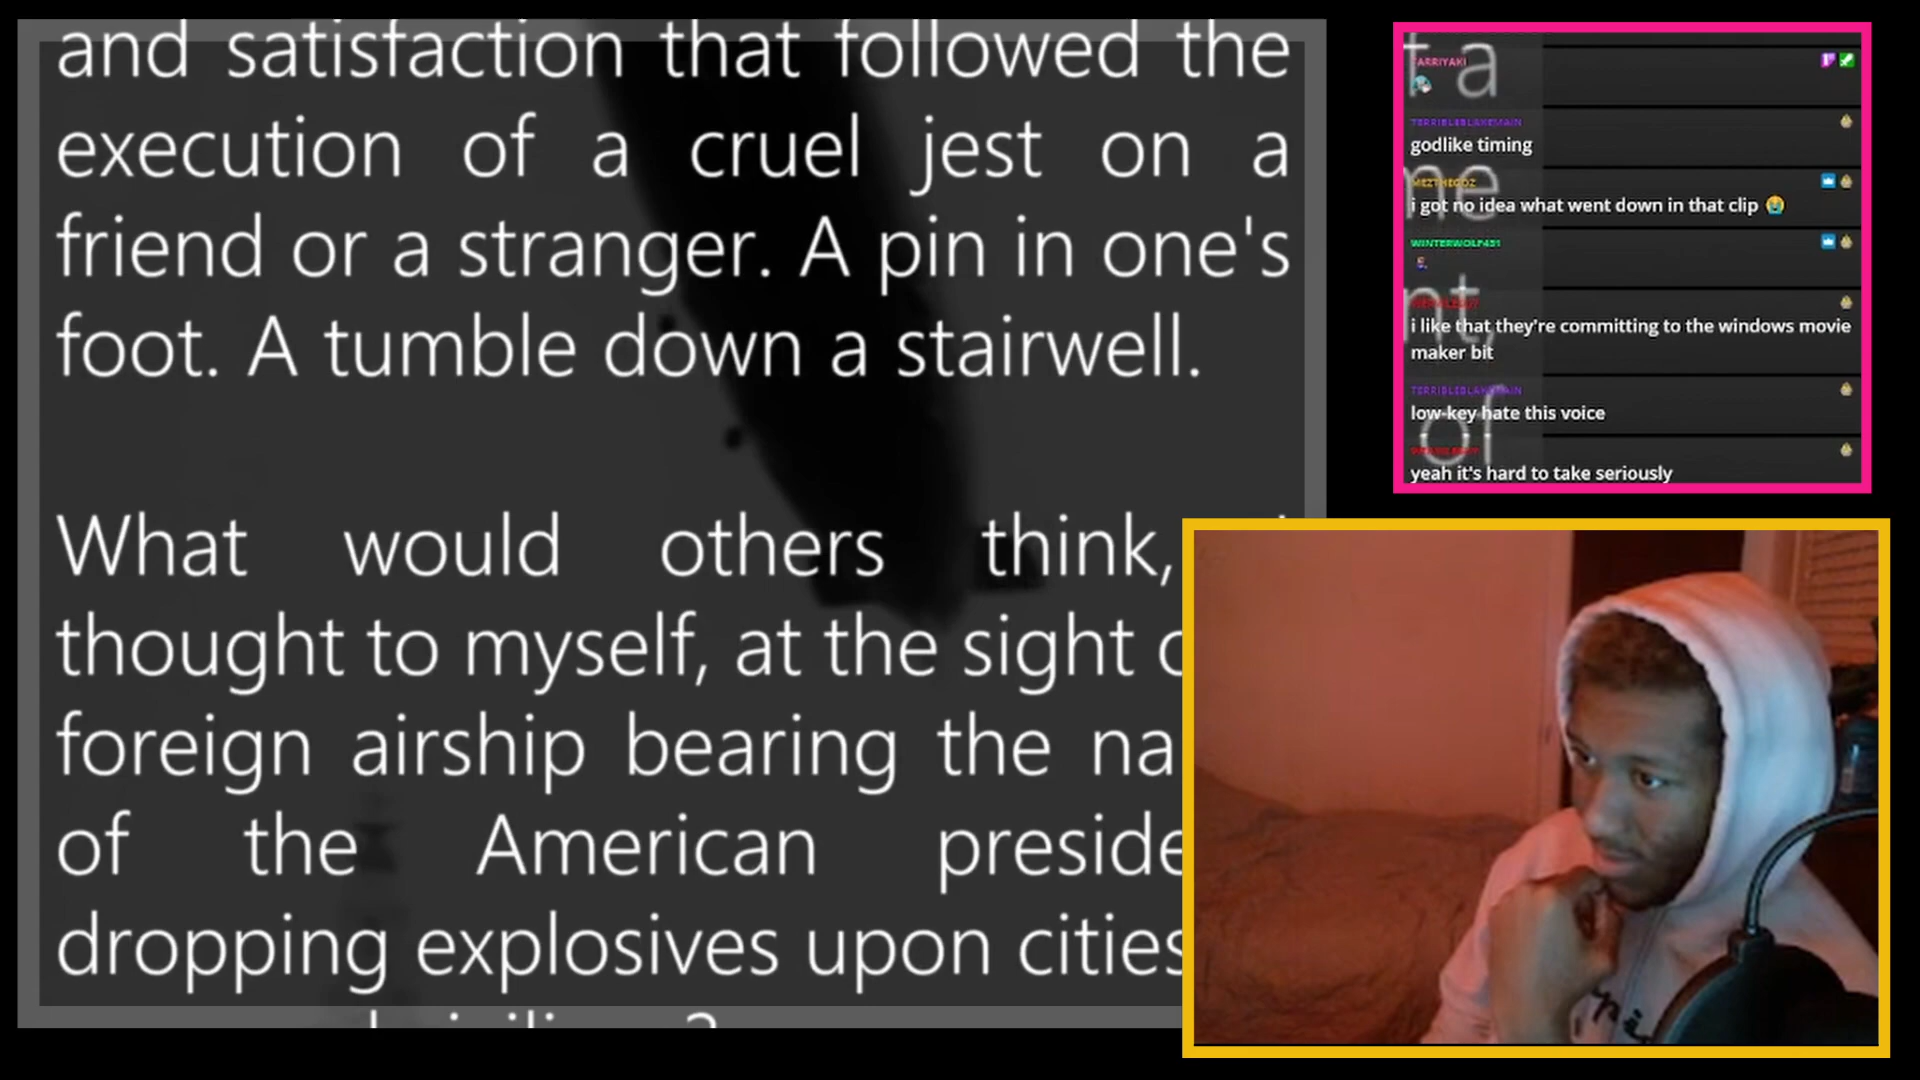 and satisfaction that followed the
execution of a cruel jest on a
friend or a stranger. A pin in one's
foot. A tumble down a stairwell.
What would others think,
thought to myself, at the sight
foreign airship bearing the
of the American
dropping explosives upon cities
TERRIBLEBLAKEMAIN
godlike timing
i got no idea what went down in that clip 😭
WINTERWOLF451
i like that they're committing to the windows movie
maker bit
TERRIBLEBLAKEMAIN
low-key hate this voice
yeah it's hard to take seriously